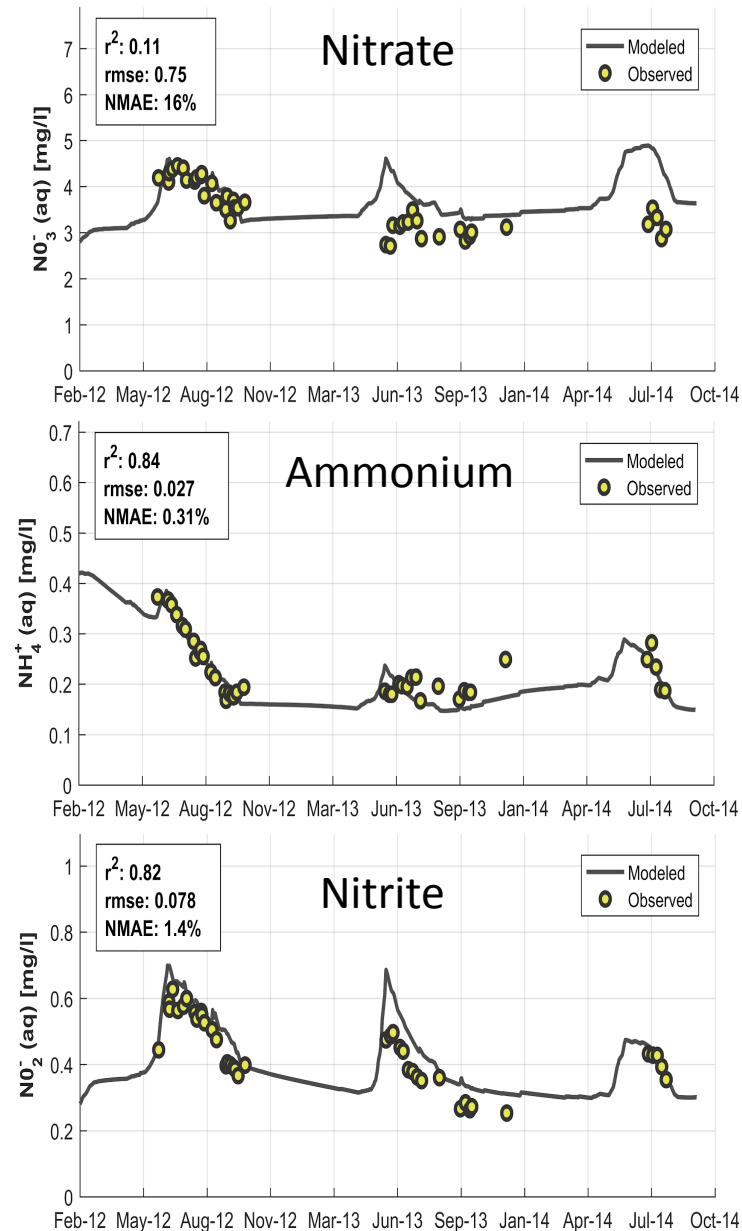 Nitrate
r²: 0.11
rmse: 0.75
NMAE: 16%
Modeled
Observed
N0₃⁻ (aq) [mg/l]
7
6
5
4
3
2
1
0
Feb-12 May-12 Aug-12 Nov-12 Mar-13 Jun-13 Sep-13 Jan-14 Apr-14 Jul-14 Oct-14
Ammonium
r²: 0.84
rmse: 0.027
NMAE: 0.31%
Modeled
Observed
NH₄⁺ (aq) [mg/l]
0.7
0.6
0.5
0.4
0.3
0.2
0.1
0
Feb-12 May-12 Aug-12 Nov-12 Mar-13 Jun-13 Sep-13 Jan-14 Apr-14 Jul-14 Oct-14
Nitrite
r²: 0.82
rmse: 0.078
NMAE: 1.4%
Modeled
Observed
N0₂⁻ (aq) [mg/l]
1
0.8
0.6
0.4
0.2
0
Feb-12 May-12 Aug-12 Nov-12 Mar-13 Jun-13 Sep-13 Jan-14 Apr-14 Jul-14 Oct-14